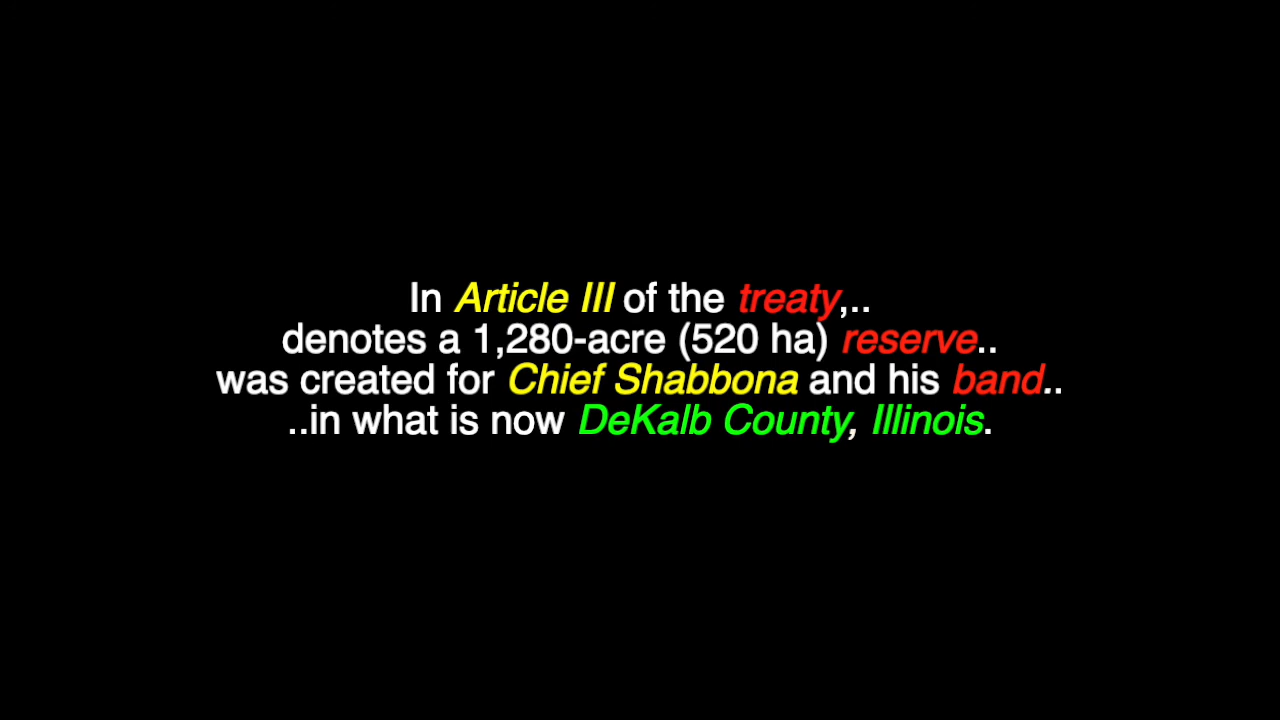 In Article III of the treaty,..
denotes a 1,280-acre (520 ha) reserve..
was created for Chief Shabbona and his band..
..in what is now DeKalb County, Illinois.